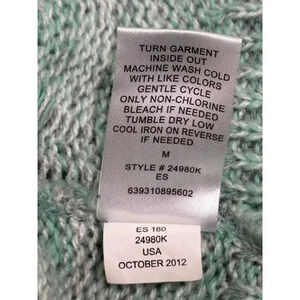 TURN GARMENT
INSIDE OUT
MACHINE WASH COLD
WITH LIKE COLORS
GENTLE CYCLE
ONLY NON-CHLORINE
BLEACH IF NEEDED
TUMBLE DRY LOW
COOL IRON ON REVERSE
IF NEEDED
M
STYLE # 24980K
ES
639310895602
ES 180
24980K
USA
OCTOBER 2012